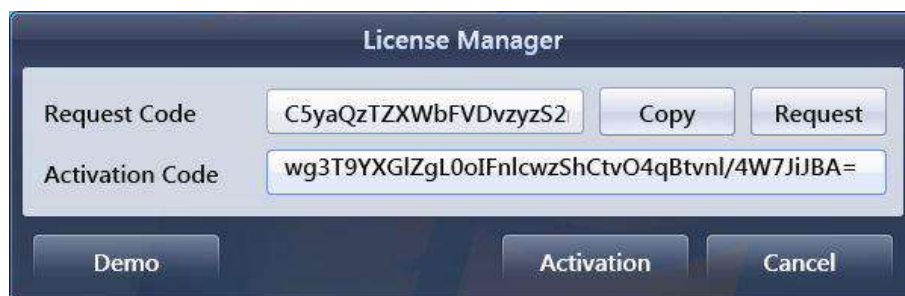 License Manager
Request Code C5yaQzTZXWbFVDvzyzS2 Copy Request
Activation Code wg3T9YXGlZgL0oIFnlcwzShCtvO4qBtvnl/4W7JiJBA=
Demo Activation Cancel